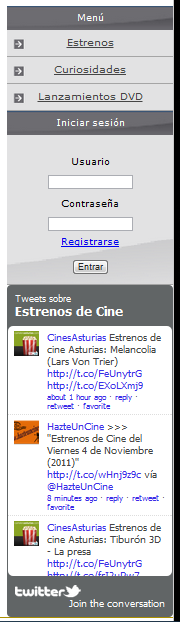 Menú
Estrenos
Curiosidades
Lanzamientos DVD
Iniciar sesión
Usuario
Contraseña
Registrarse
Entrar
Tweets sobre
Estrenos de Cine
CinesAsturias Estrenos de
cine Asturias: Melancolia
(Lars Von Trier)
http://t.co/FeUnytrG
http://t.co/EXoLXmj9
about 1 hour ago · reply ·
retweet · favorite
HazteUnCine >>>
"Estrenos de Cine del
Viernes 4 de Noviembre
(2011)"
http://t.co/wHnj9z9c vía
@HazteUnCine
8 minutes ago · reply · retweet ·
favorite
CinesAsturias Estrenos de
cine Asturias: Tiburón 3D
- La presa
http://t.co/FeUnytrG
twitter
Join the conversation